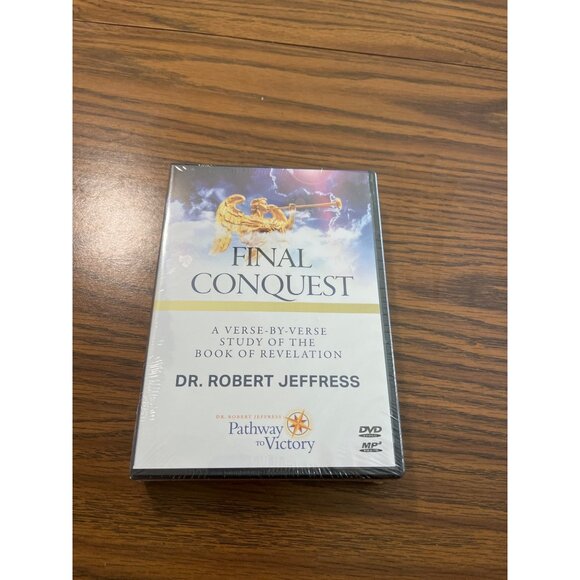 FINAL
CONQUEST
A VERSE-BY-VERSE
STUDY OF THE
BOOK OF REVELATION
DR. ROBERT JEFFRESS
DR. ROBERT JEFFRESS
Pathway
TO Victory
DVD
MP3